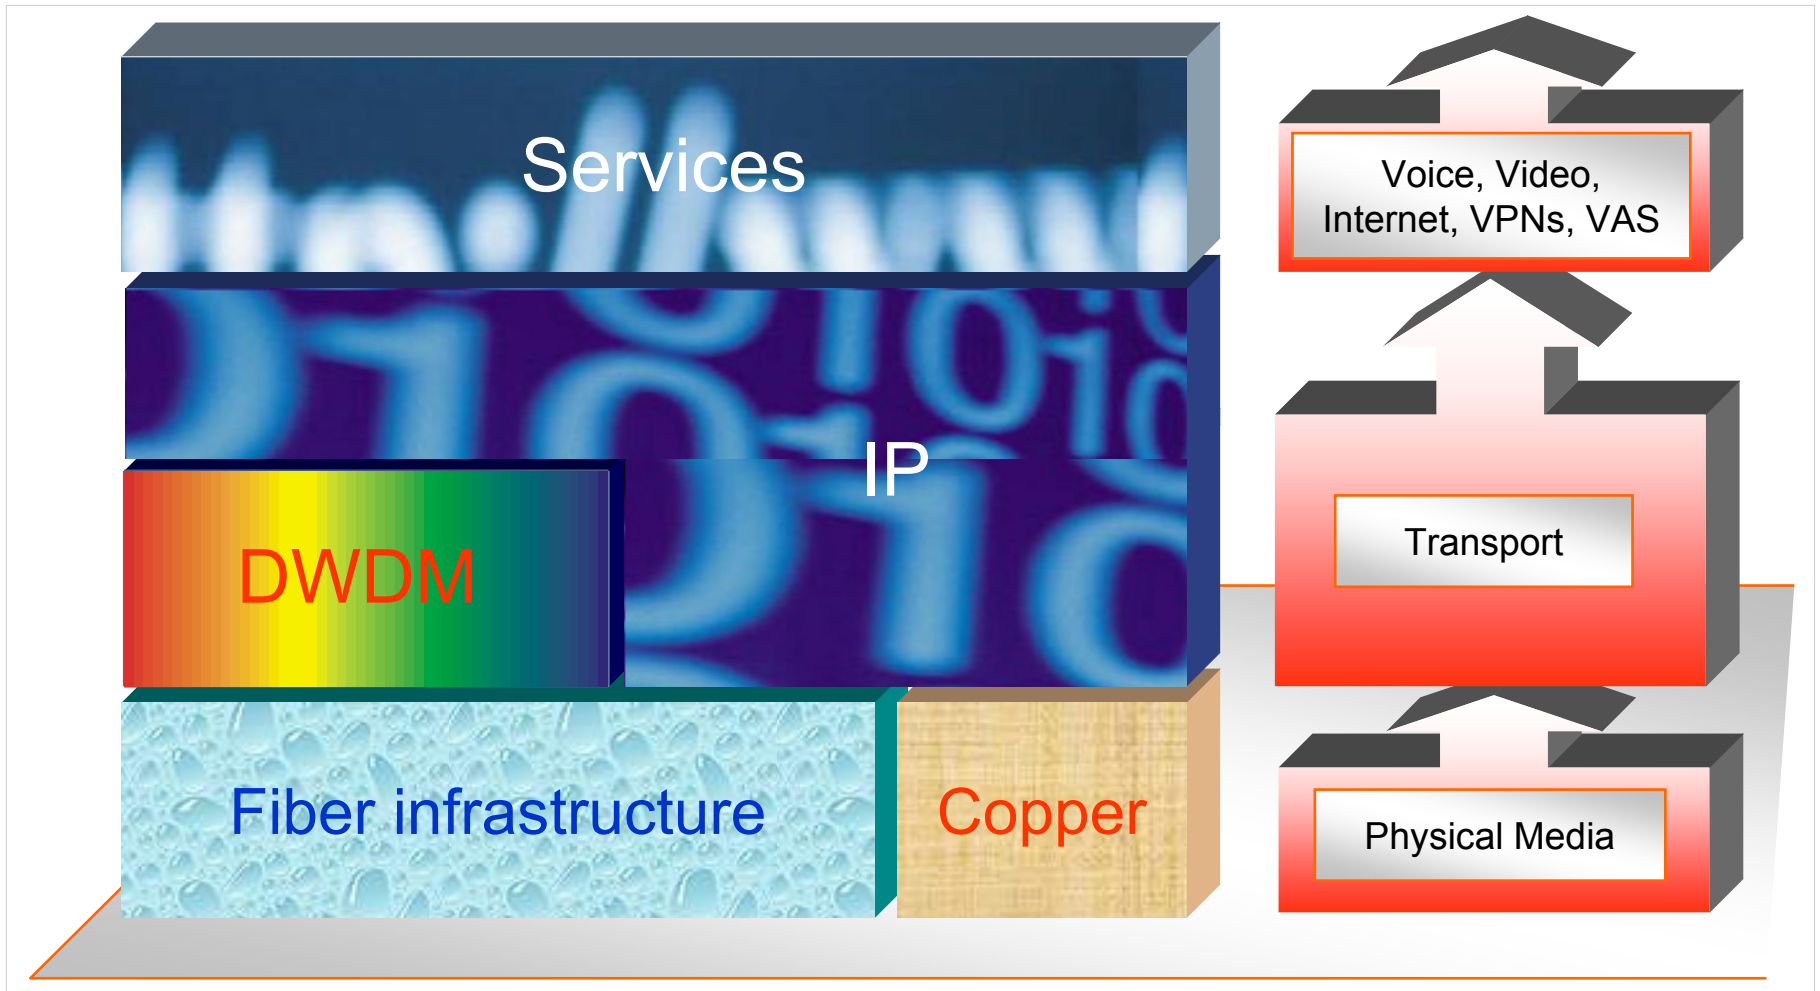 Services
Voice, Video,
Internet, VPNs, VAS
IP
DWDM
Transport
Fiber infrastructure
Copper
Physical Media